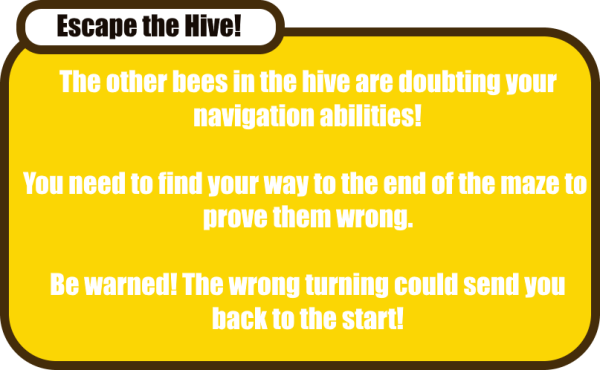 Escape the Hive!
The other bees in the hive are doubting your
navigation abilities!
You need to find your way to the end of the maze to
prove them wrong.
Be warned! The wrong turning could send you
back to the start!